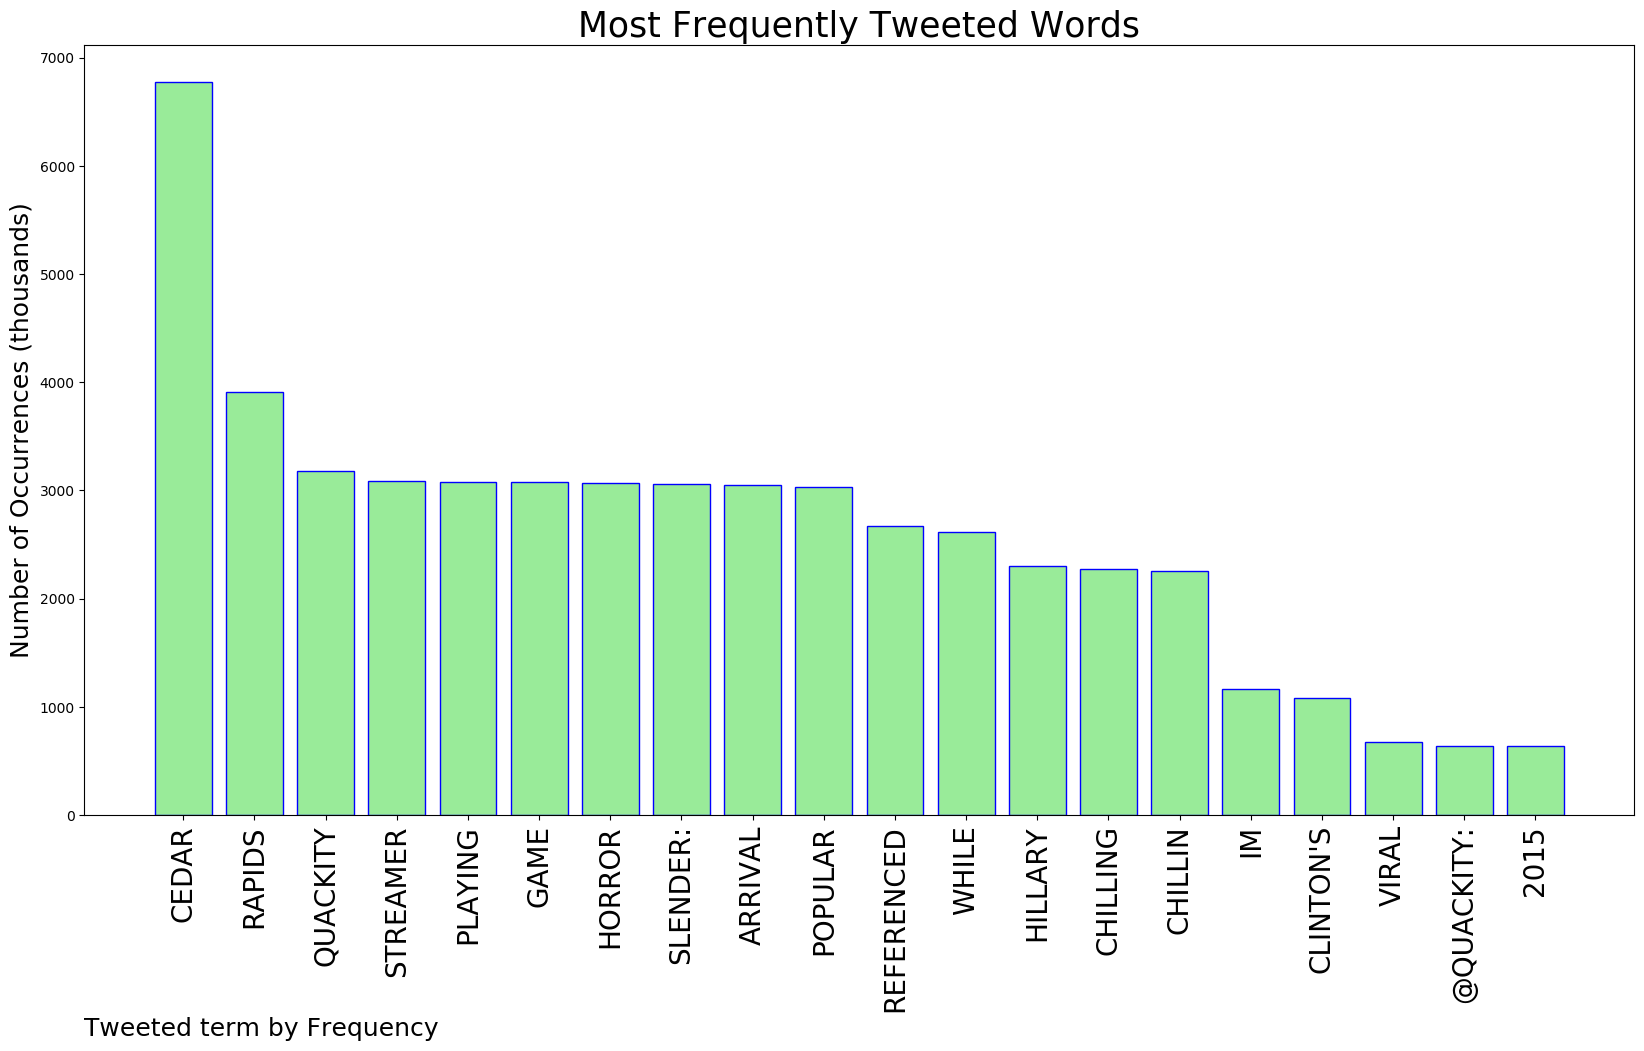 Most Frequently Tweeted Words
Number of Occurrences (thousands)
7000
6000
5000
4000
3000
2000
1000
0
CEDAR
RAPIDS
QUACKITY
STREAMER
PLAYING
GAME
HORROR
SLENDER:
ARRIVAL
POPULAR
REFERENCED
WHILE
HILLARY
CHILLING
CHILLIN
IM
CLINTON'S
VIRAL
@QUACKITY:
2015
Tweeted term by Frequency